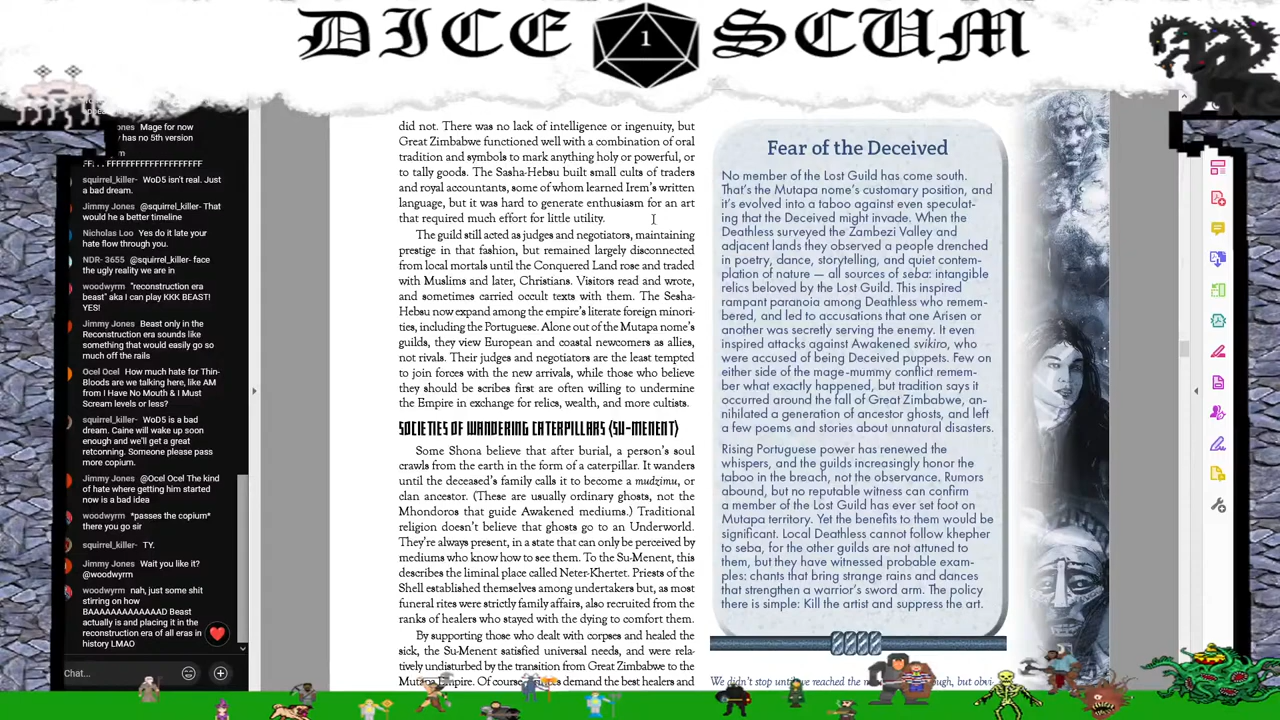 DICE 1 SCUM
ones Mage for now
y has no 5th version
FF...FFFFFFFFFFFFFFFFFFFF
squirrel_killer- WoD5 isn't real. Just
a bad dream.
Jimmy Jones @squirrel_killer- That
would he a better timeline
Nicholas Loo Yes do it late your
hate flow through you.
NDR- 3655 @squirrel_killer- face
the ugly reality we are in
woodwyrm "reconstruction era
beast" aka I can play KKK BEAST!
YES!
Jimmy Jones Beast only in the
Reconstruction era sounds like
something that would easily go so
much off the rails
Ocel Ocel How much hate for Thin-
Bloods are we talking here, like AM
from I Have No Mouth & I Must
Scream levels or less?
squirrel_killer- WoD5 is a bad
dream. Caine will wake up soon
enough and we'll get a great
retconning. Someone please pass
more copium.
Jimmy Jones @Ocel Ocel The kind
of hate where getting him started
now is a bad idea
woodwyrm *passes the copium*
there you go sir
squirrel_killer- TY.
Jimmy Jones Wait you like it?
@woodwyrm
woodwyrm nah, just some shit
stirring on how
BAAAAAAAAAAAAD Beast
actually is and placing it in the
reconstruction era of all eras in
history LMAO
Chat...
did not. There was no lack of intelligence or ingenuity, but
Great Zimbabwe functioned well with a combination of oral
tradition and symbols to mark anything holy or powerful, or
to tally goods. The Sasha-Hebsu built small cults of traders
and royal accountants, some of whom learned Irem's written
language, but it was hard to generate enthusiasm for an art
that required much effort for little utility.
The guild still acted as judges and negotiators, maintaining
prestige in that fashion, but remained largely disconnected
from local mortals until the Conquered Land rose and traded
with Muslims and later, Christians. Visitors read and wrote,
and sometimes carried occult texts with them. The Sesha-
Hebsu now expand among the empire's literate foreign minori-
ties, including the Portuguese. Alone out of the Mutapa nome's
guilds, they view European and coastal newcomers as allies,
not rivals. Their judges and negotiators are the least tempted
to join forces with the new arrivals, while those who believe
they should be scribes first are often willing to undermine
the Empire in exchange for relics, wealth, and more cultists.
SOCIETIES OF WANDERING CATERPILLARS (SU-MENENT)
Some Shona believe that after burial, a person's soul
crawls from the earth in the form of a caterpillar. It wanders
until the deceased's family calls it to become a mudzimu, or
clan ancestor. (These are usually ordinary ghosts, not the
Mhondoros that guide Awakened mediums.) Traditional
religion doesn't believe that ghosts go to an Underworld.
They're always present, in a state that can only be perceived by
mediums who know how to see them. To the Su-Menent, this
describes the liminal place called Neter-Khertet. Priests of the
Shell established themselves among undertakers but, as most
funeral rites were strictly family affairs, also recruited from the
ranks of healers who stayed with the dying to comfort them.
By supporting those who dealt with corpses and healed the
sick, the Su-Menent satisfied universal needs, and were rela-
tively undisturbed by the transition from Great Zimbabwe to the
Mutapa Empire. Of course, demand the best healers and
Fear of the Deceived
No member of the Lost Guild has come south.
That's the Mutapa nome's customary position, and
it's evolved into a taboo against even speculat-
ing that the Deceived might invade. When the
Deathless surveyed the Zambezi Valley and
adjacent lands they observed a people drenched
in poetry, dance, storytelling, and quiet contem-
plation of nature — all sources of seba: intangible
relics beloved by the Lost Guild. This inspired
rampant paranoia among Deathless who remem-
bered, and led to accusations that one Arisen or
another was secretly serving the enemy. It even
inspired attacks against Awakened svikiro, who
were accused of being Deceived puppets. Few on
either side of the mage-mummy conflict remem-
ber what exactly happened, but tradition says it
occurred around the fall of Great Zimbabwe, an-
nihilated a generation of ancestor ghosts, and left
a few poems and stories about unnatural disasters.
Rising Portuguese power has renewed the
whispers, and the guilds increasingly honor the
taboo in the breach, not the observance. Rumors
abound, but no reputable witness can confirm
a member of the Lost Guild has ever set foot on
Mutapa territory. Yet the benefits to them would be
significant. Local Deathless cannot follow khepher
to seba, for the other guilds are not attuned to
them, but they have witnessed probable exam-
ples: chants that bring strange rains and dances
that strengthen a warrior's sword arm. The policy
there is simple: Kill the artist and suppress the art.
We didn't stop until we reached the but obvi-